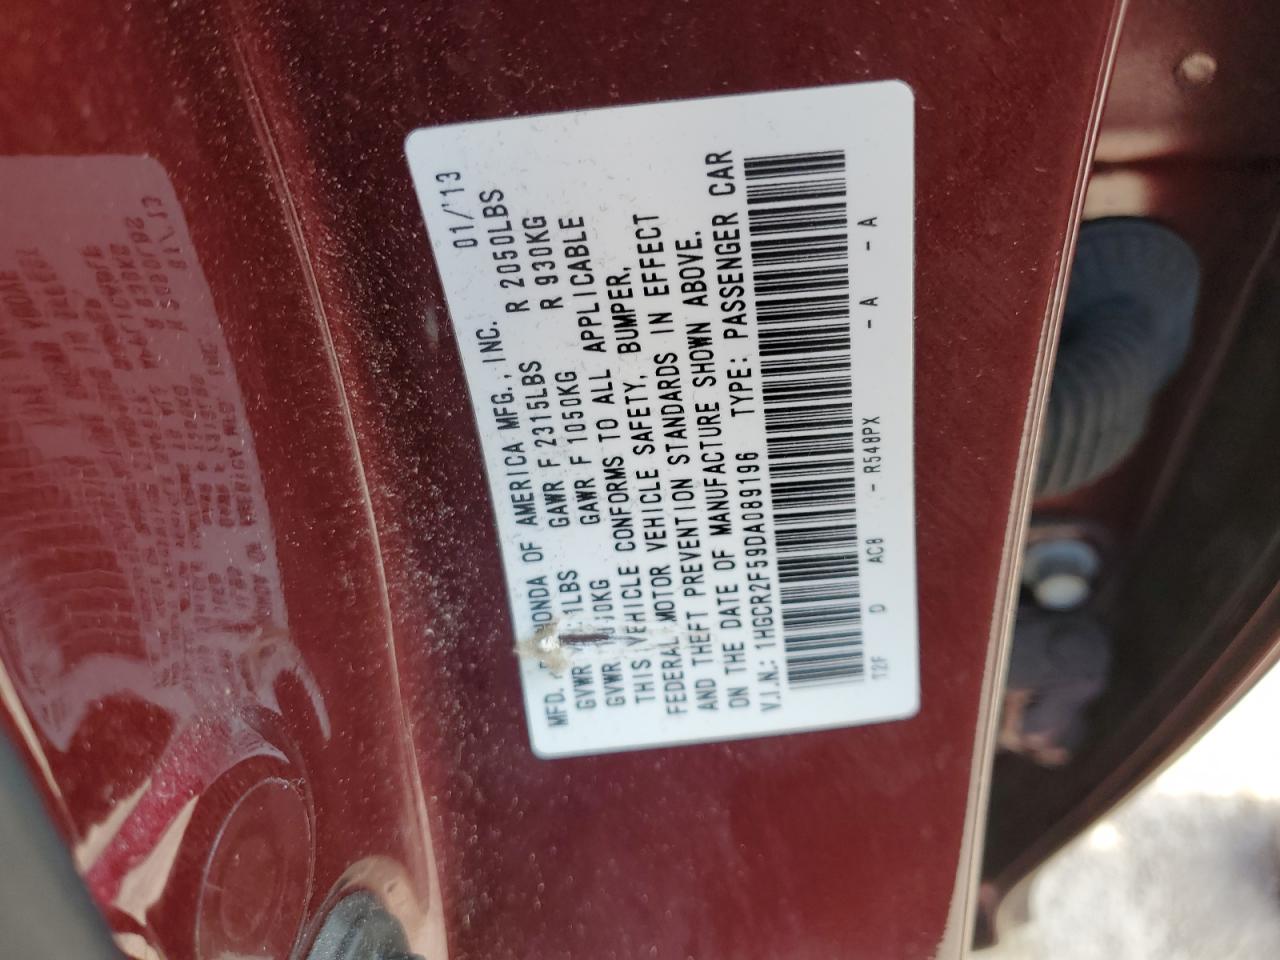 MFD. HONDA OF AMERICA MFG., INC. 01/'13
GVWR 1LBS GAWR F 2315LBS R 2050LBS
GVWR 0KG GAWR F 1050KG R 930KG
THIS VEHICLE CONFORMS TO ALL APPLICABLE
FEDERAL MOTOR VEHICLE SAFETY, BUMPER,
AND THEFT PREVENTION STANDARDS IN EFFECT
ON THE DATE OF MANUFACTURE SHOWN ABOVE.
V.I.N.: 1HGCR2F59DA089196 TYPE: PASSENGER CAR
T2F D AC8 - R548PX - A - A